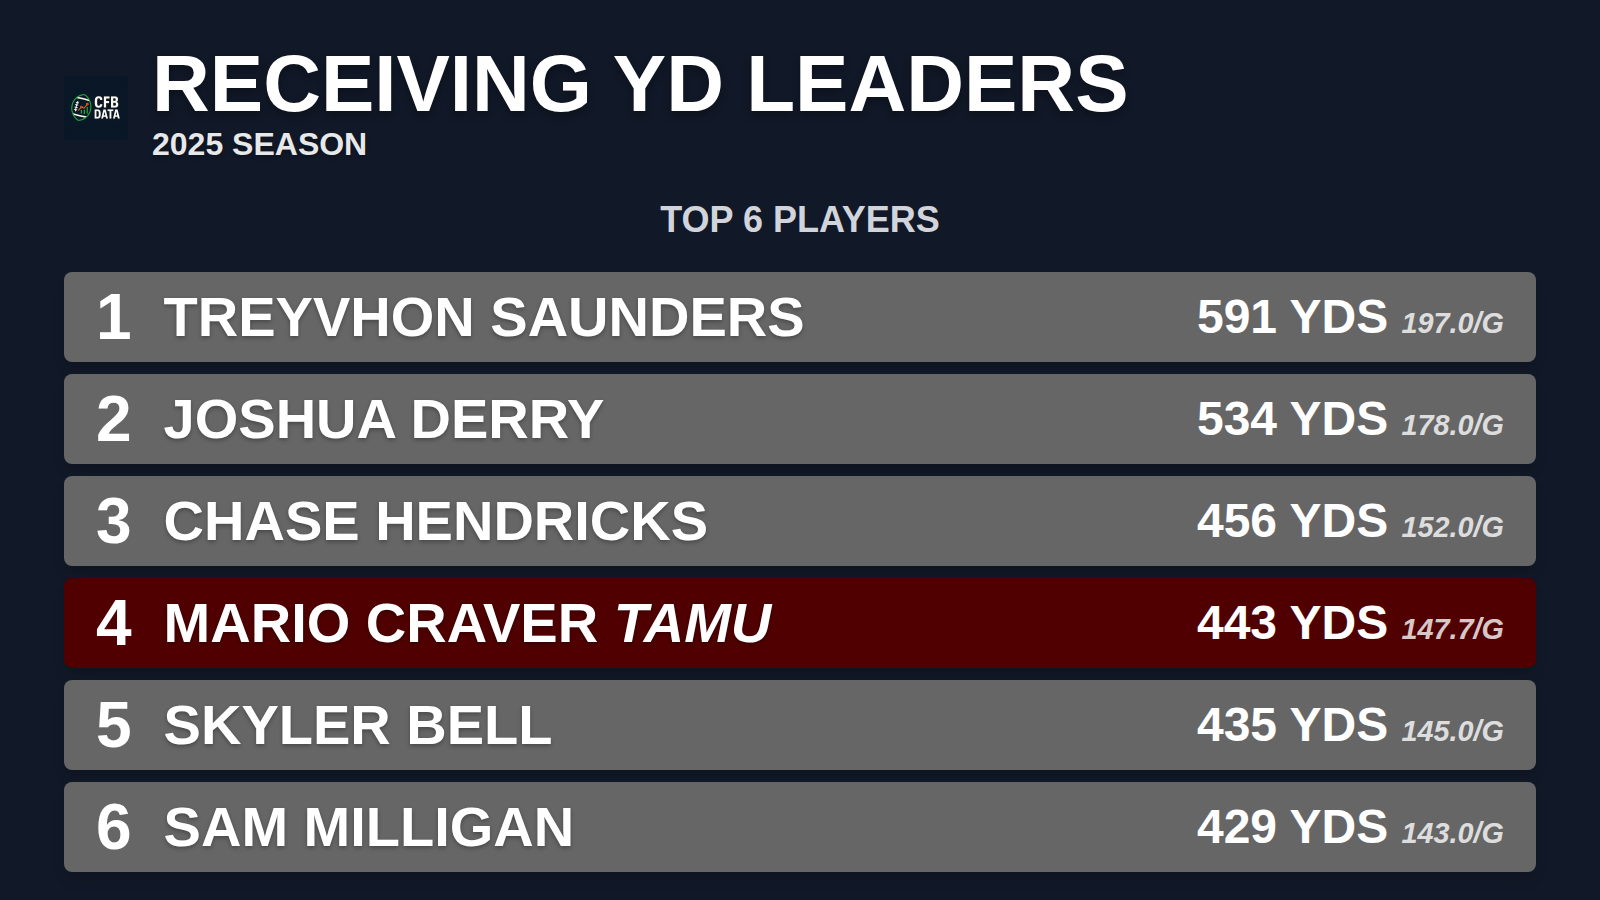 CFB
DATA
RECEIVING YD LEADERS
2025 SEASON
TOP 6 PLAYERS
1 TREYVHON SAUNDERS 591 YDS 197.0/G
2 JOSHUA DERRY 534 YDS 178.0/G
3 CHASE HENDRICKS 456 YDS 152.0/G
4 MARIO CRAVER TAMU 443 YDS 147.7/G
5 SKYLER BELL 435 YDS 145.0/G
6 SAM MILLIGAN 429 YDS 143.0/G